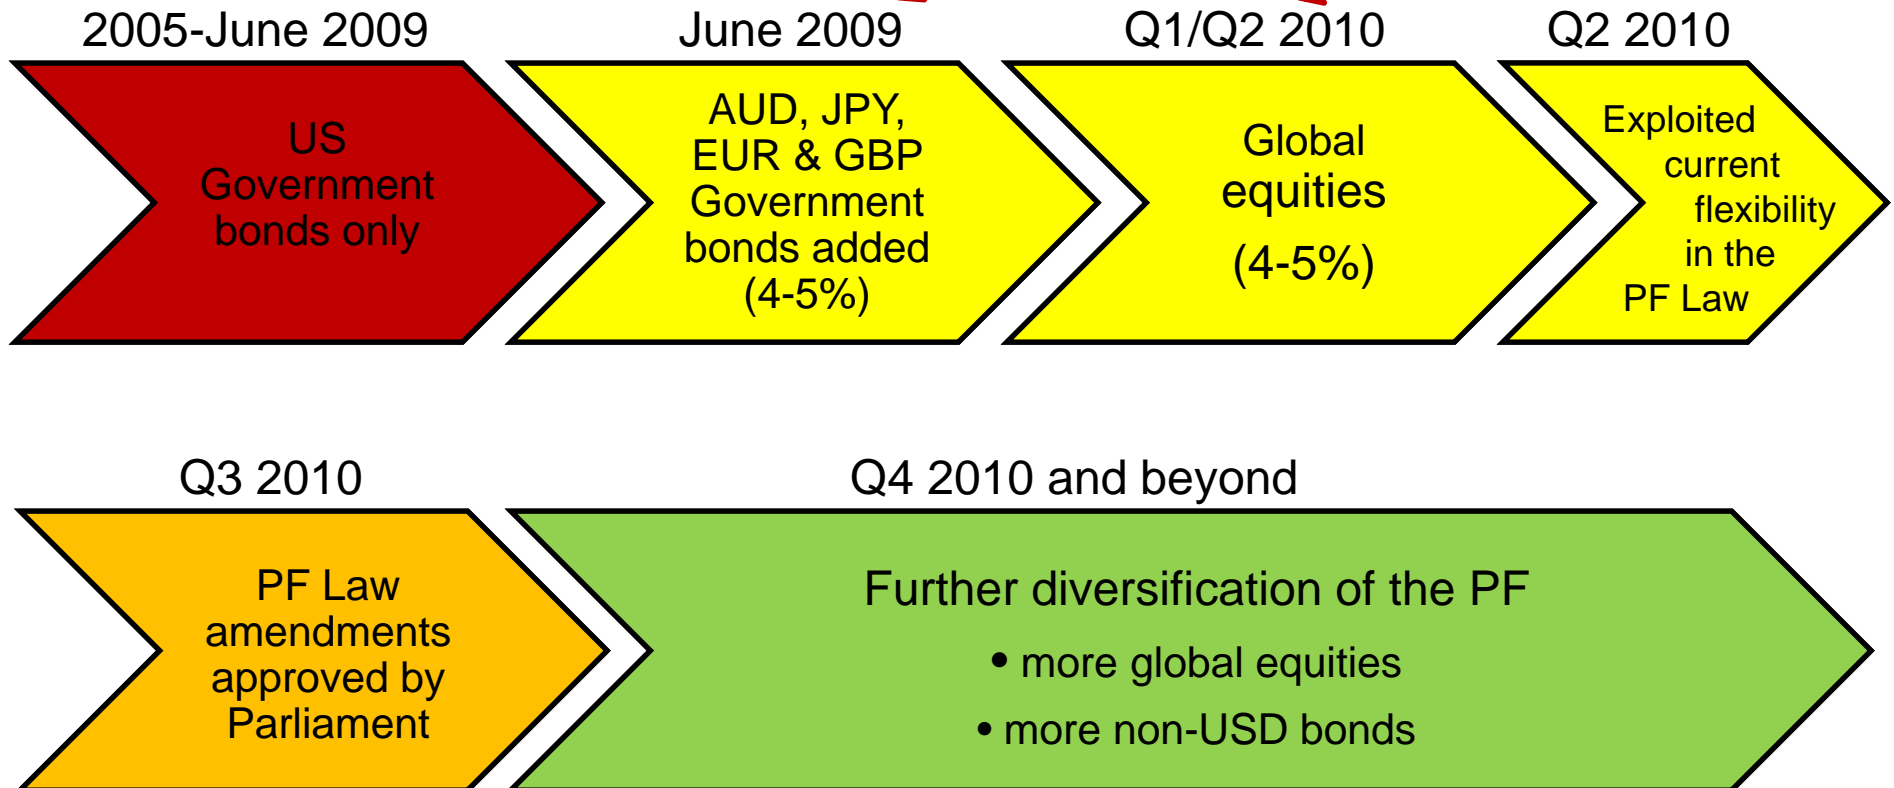 2005-June 2009
June 2009
Q1/Q2 2010
Q2 2010
US
Government
bonds only
AUD, JPY,
EUR & GBP
Government
bonds added
(4-5%)
Global
equities
(4-5%)
Exploited
current
flexibility
in the
PF Law
Q3 2010
Q4 2010 and beyond
PF Law
amendments
approved by
Parliament
Further diversification of the PF
• more global equities
• more non-USD bonds